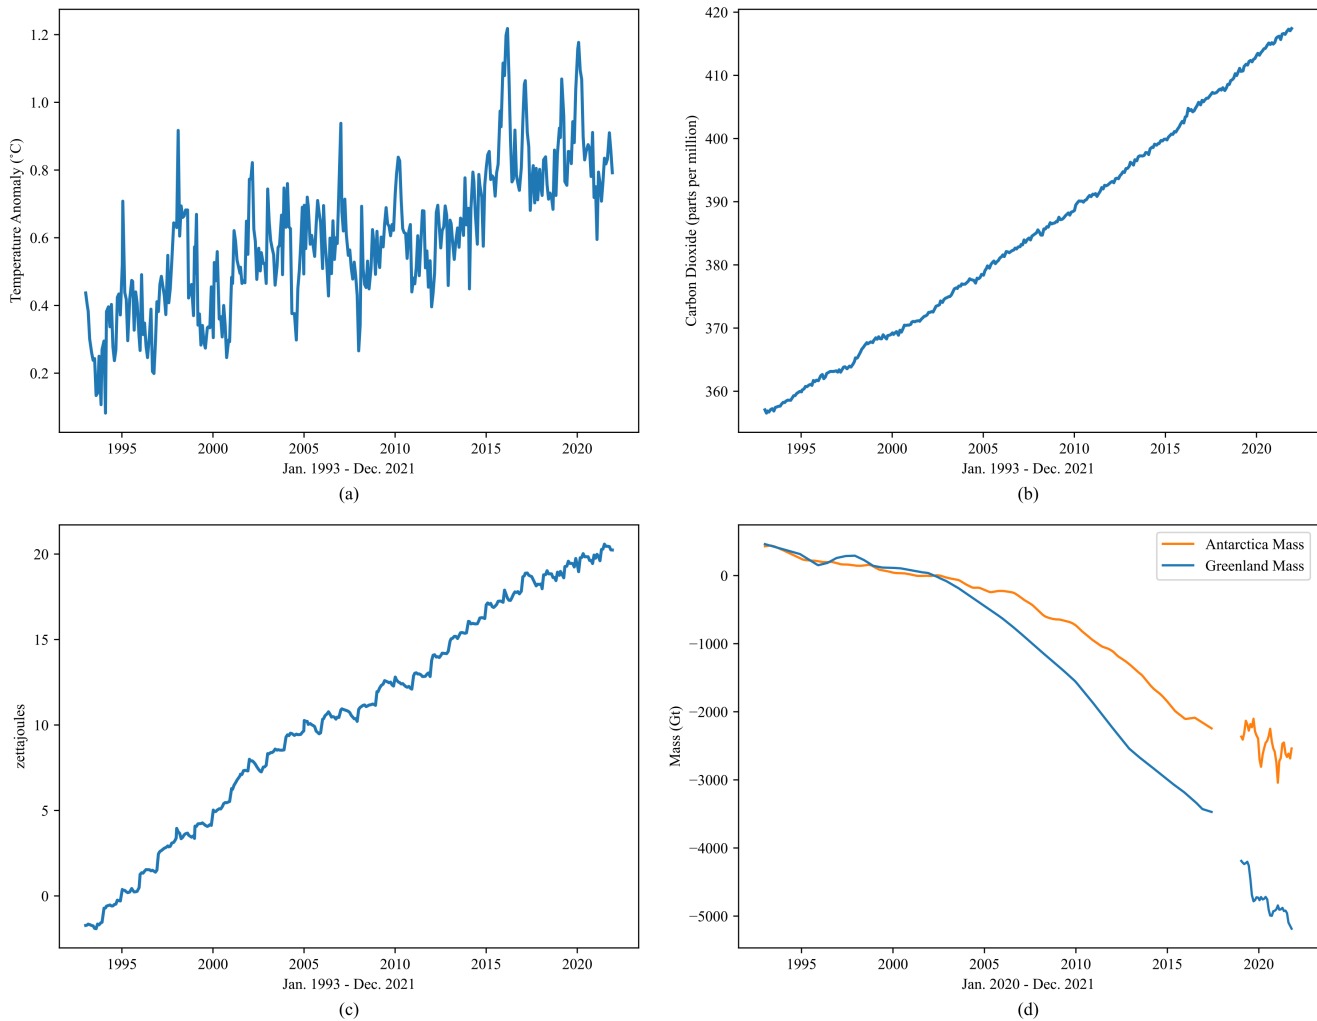 1.2
1.0
0.8
0.6
0.4
0.2
Temperature Anomaly (˚C)
1995 2000 2005 2010 2015 2020
Jan. 1993 - Dec. 2021
(a)
420
410
400
390
380
370
360
Carbon Dioxide (parts per million)
1995 2000 2005 2010 2015 2020
Jan. 1993 - Dec. 2021
(b)
20
15
10
5
0
zettajoules
1995 2000 2005 2010 2015 2020
Jan. 1993 - Dec. 2021
(c)
Antarctica Mass
Greenland Mass
0
−1000
−2000
−3000
−4000
−5000
Mass (Gt)
1995 2000 2005 2010 2015 2020
Jan. 2020 - Dec. 2021
(d)